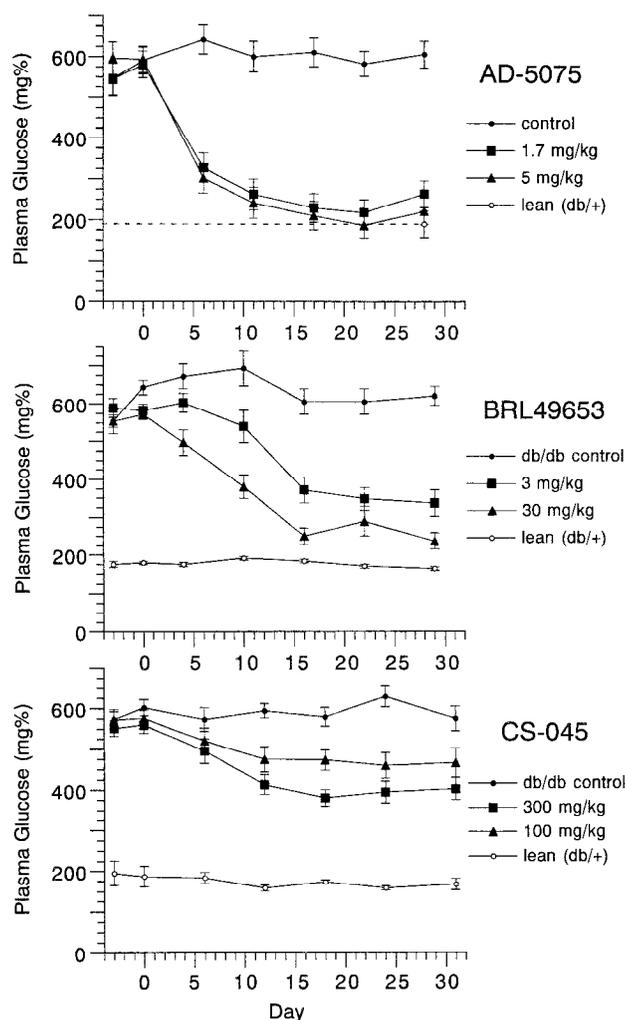 600
400
200
0
Plasma Glucose (mg%)
0 5 10 15 20 25 30
AD-5075
control
1.7 mg/kg
5 mg/kg
lean (db/+)
600
400
200
0
Plasma Glucose (mg%)
0 5 10 15 20 25 30
BRL49653
db/db control
3 mg/kg
30 mg/kg
lean (db/+)
600
400
200
0
Plasma Glucose (mg%)
0 5 10 15 20 25 30
Day
CS-045
db/db control
300 mg/kg
100 mg/kg
lean (db/+)